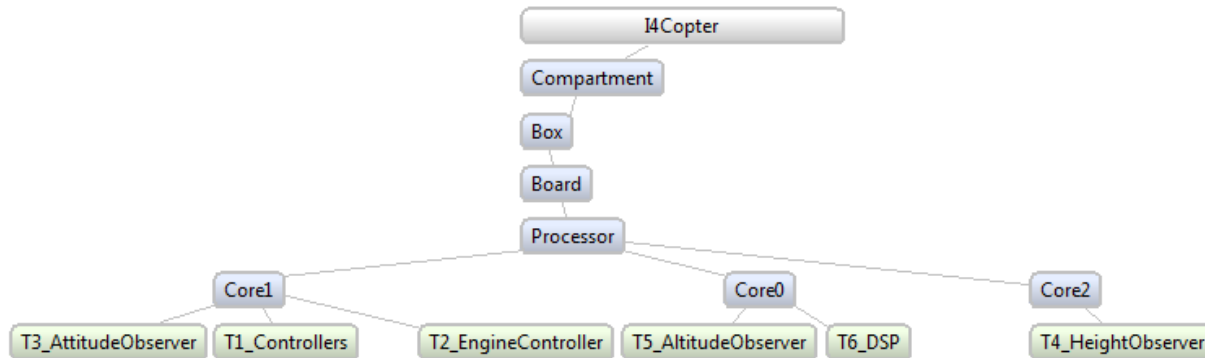 I4Copter
Compartment
Box
Board
Processor
Core1
Core0
Core2
T3_AttitudeObserver
T1_Controllers
T2_EngineController
T5_AltitudeObserver
T6_DSP
T4_HeightObserver